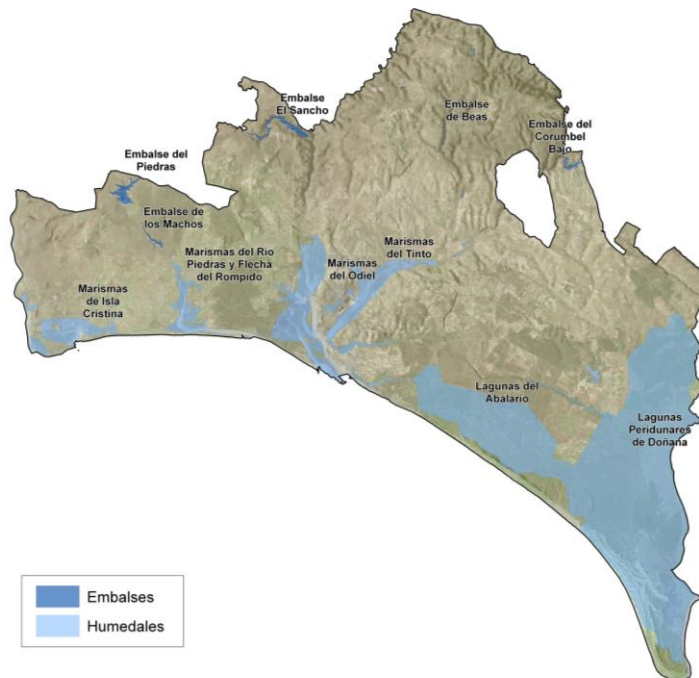 Embalse
El Sancho
Embalse
de Beas
Embalse del
Corumbel
Bajo
Embalse del
Piedras
Embalse de
los Machos
Marismas del Rio
Piedras y Flecha
del Rompido
Marismas
del Odiel
Marismas
del Tinto
Marismas
de Isla
Cristina
Lagunas del
Abalario
Lagunas
Peridunares
de Doñana
Embalses
Humedales